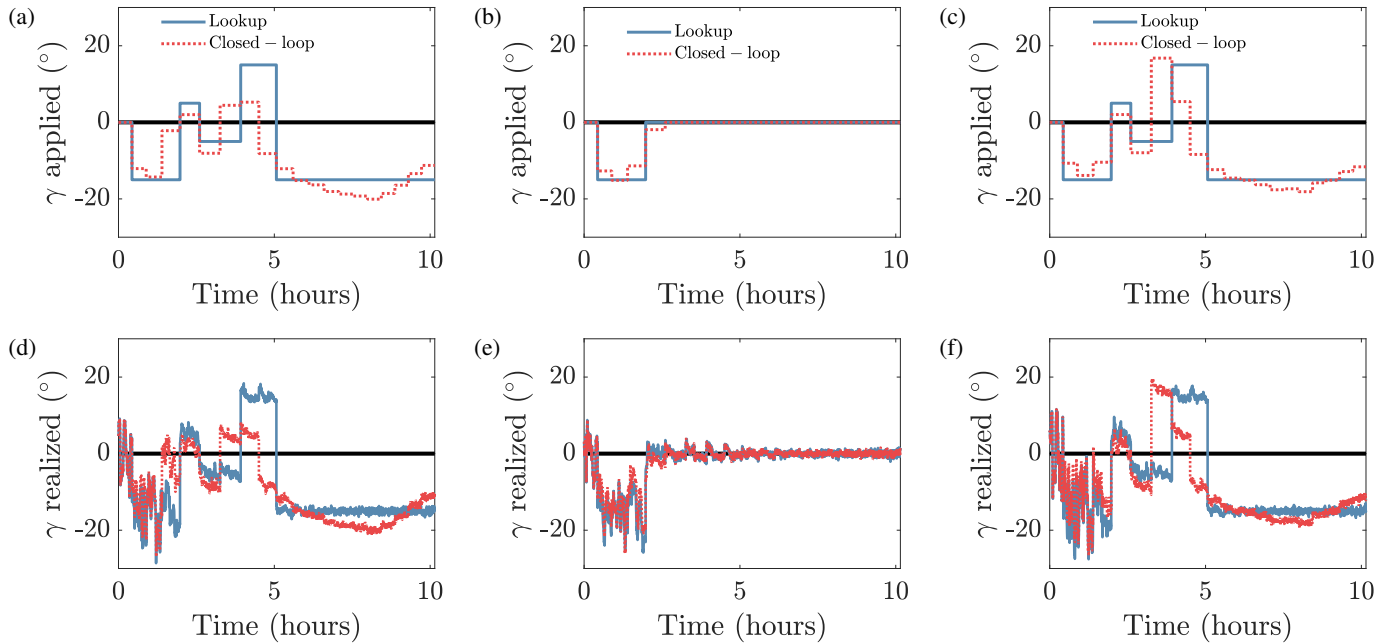 (a)
Lookup
Closed – loop
γ applied (°)
20
0
-20
0
5
10
Time (hours)
(b)
Lookup
Closed – loop
γ applied (°)
20
0
-20
0
5
10
Time (hours)
(c)
Lookup
Closed – loop
γ applied (°)
20
0
-20
0
5
10
Time (hours)
(d)
γ realized (°)
20
0
-20
0
5
10
Time (hours)
(e)
γ realized (°)
20
0
-20
0
5
10
Time (hours)
(f)
γ realized (°)
20
0
-20
0
5
10
Time (hours)